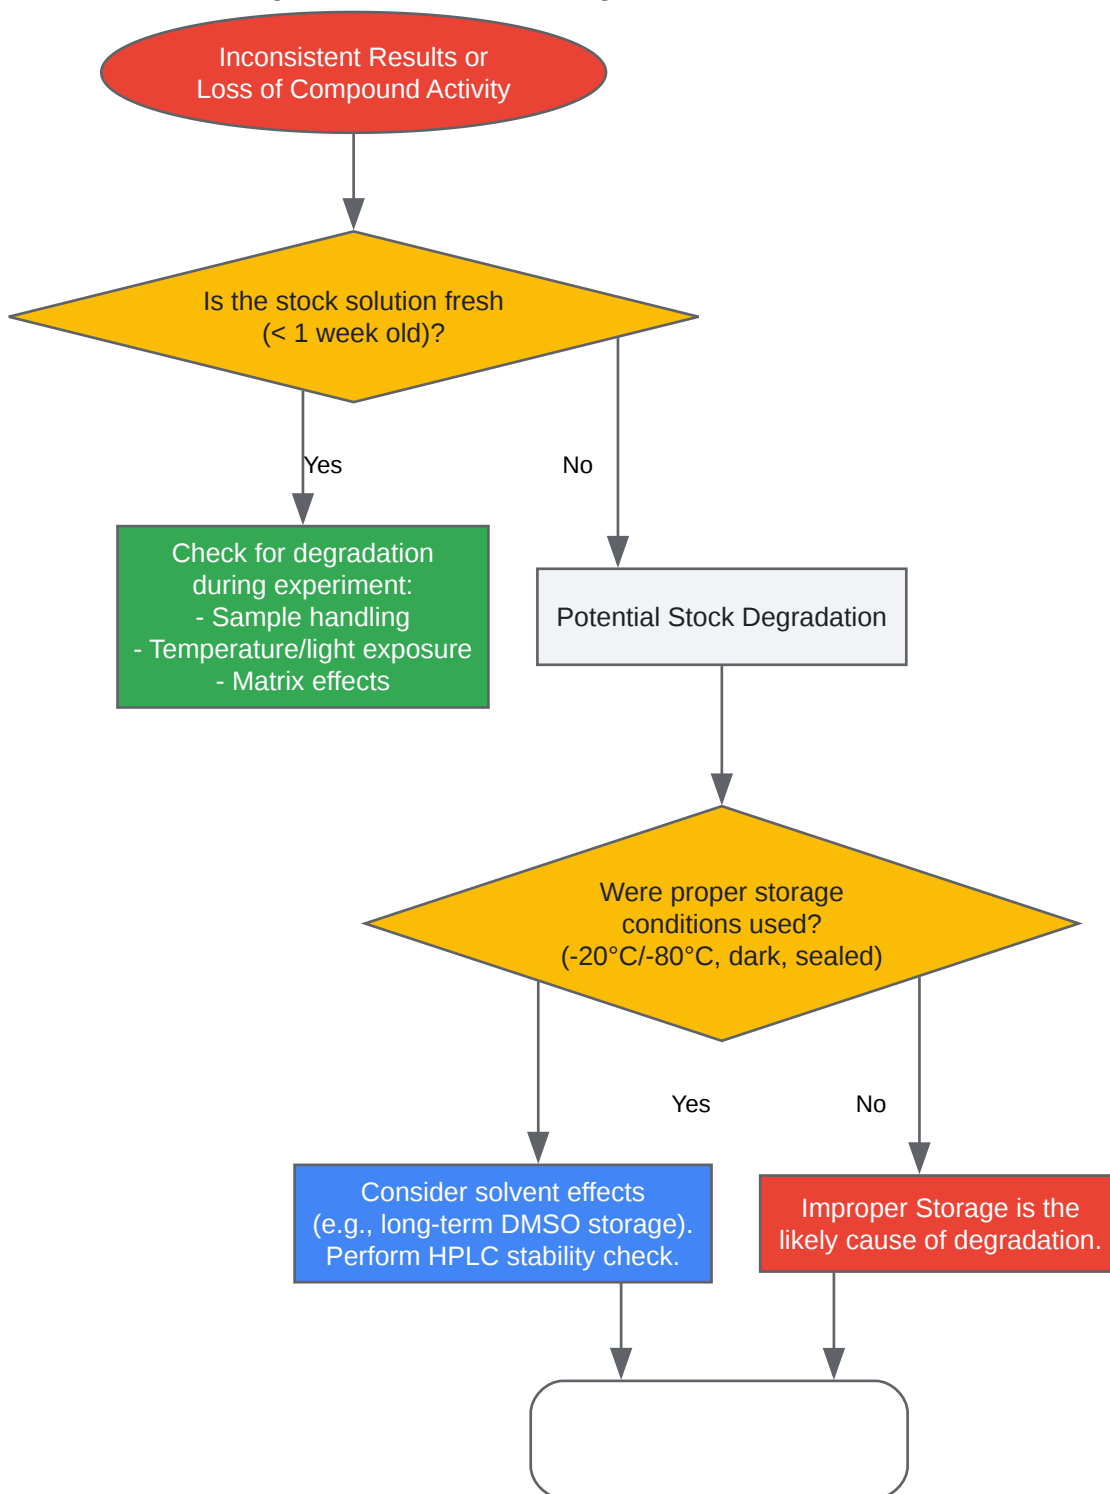 Inconsistent Results or
Loss of Compound Activity
Is the stock solution fresh
(< 1 week old)?
Yes
No
Check for degradation
during experiment:
- Sample handling
- Temperature/light exposure
- Matrix effects
Potential Stock Degradation
Were proper storage
conditions used?
(-20°C/-80°C, dark, sealed)
Yes
No
Consider solvent effects
(e.g., long-term DMSO storage).
Perform HPLC stability check.
Improper Storage is the
likely cause of degradation.